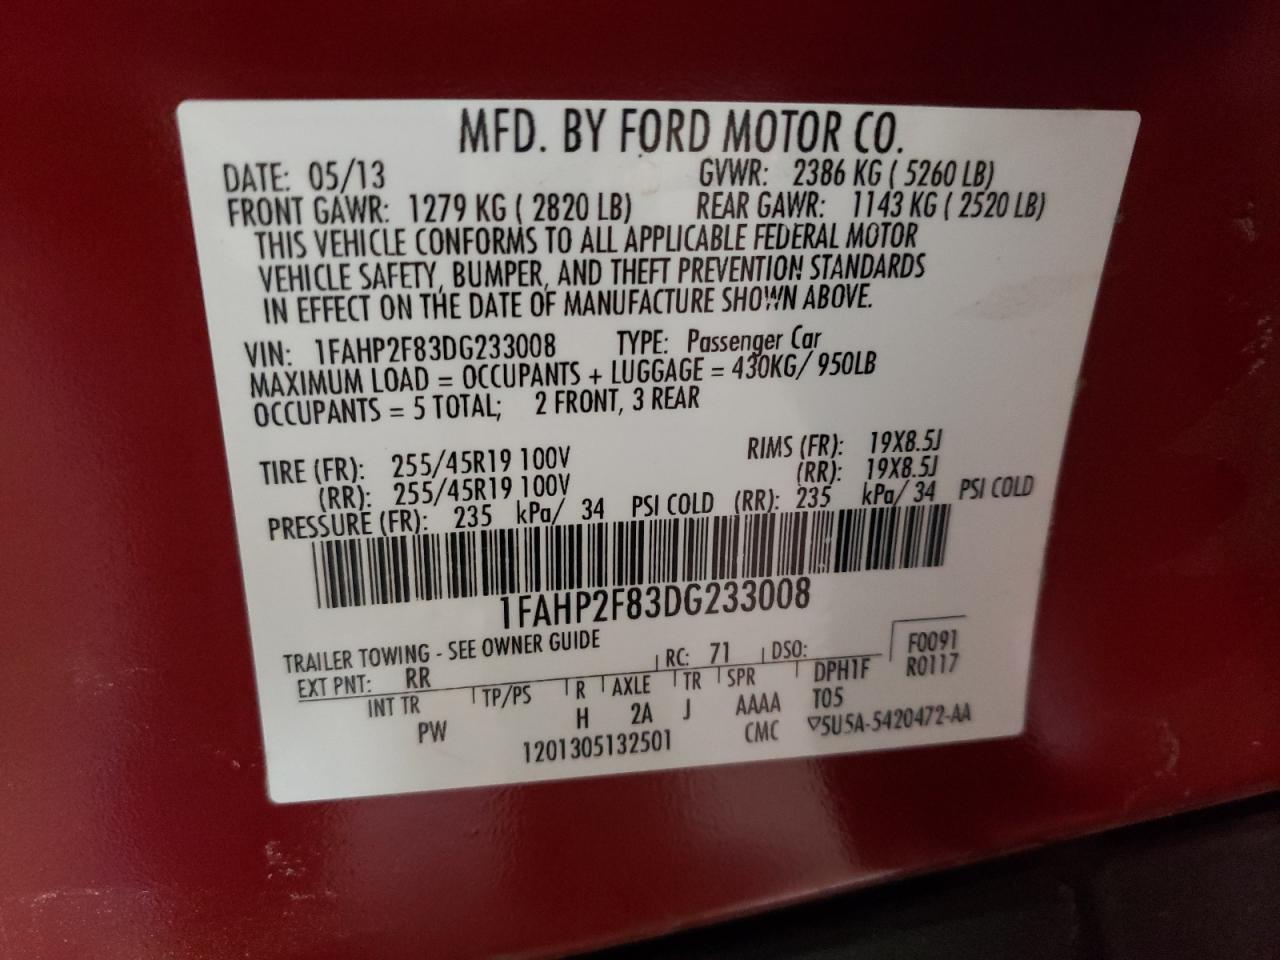 MFD. BY FORD MOTOR CO.
DATE: 05/13 GVWR: 2386 KG ( 5260 LB)
FRONT GAWR: 1279 KG ( 2820 LB) REAR GAWR: 1143 KG ( 2520 LB)
THIS VEHICLE CONFORMS TO ALL APPLICABLE FEDERAL MOTOR
VEHICLE SAFETY, BUMPER, AND THEFT PREVENTION STANDARDS
IN EFFECT ON THE DATE OF MANUFACTURE SHOWN ABOVE.
VIN: 1FAHP2F83DG233008 TYPE: Passenger Car
MAXIMUM LOAD = OCCUPANTS + LUGGAGE = 430KG/ 950LB
OCCUPANTS = 5 TOTAL; 2 FRONT, 3 REAR
TIRE (FR): 255/45R19 100V RIMS (FR): 19X8.5J
(RR): 255/45R19 100V (RR): 19X8.5J
PRESSURE (FR): 235 kPa/ 34 PSI COLD (RR): 235 kPa/ 34 PSI COLD
1FAHP2F83DG233008
TRAILER TOWING - SEE OWNER GUIDE
EXT PNT: RR RC: 71 DSO: F0091
INT TR TP/PS R AXLE TR SPR DPH1F R0117
PW H 2A J AAAA T05
1201305132501 CMC ▽5U5A-5420472-AA